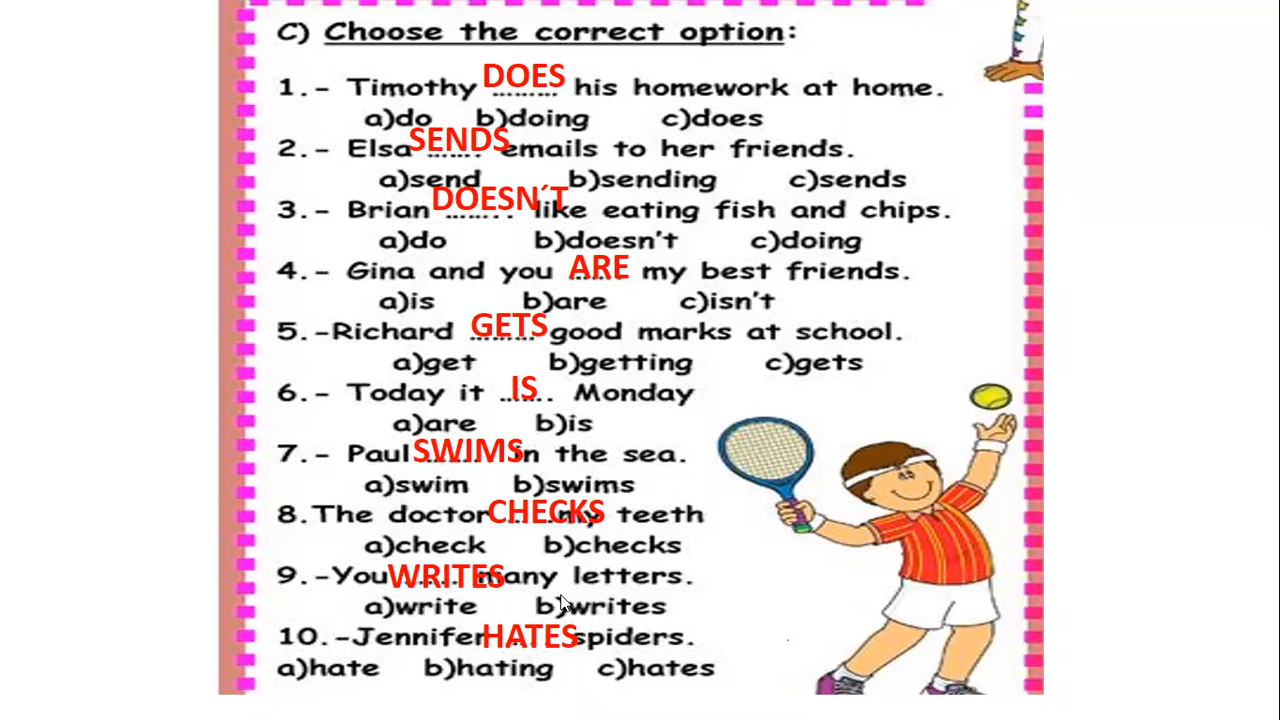 C) Choose the correct option:
1.- Timothy DOES his homework at home.
a)do b)doing c)does
2.- Elsa SENDS emails to her friends.
a)send b)sending c)sends
3.- Brian DOESN´T like eating fish and chips.
a)do b)doesn't c)doing
4.- Gina and you ARE my best friends.
a)is b)are c)isn't
5.-Richard GETS good marks at school.
a)get b)getting c)gets
6.- Today it IS Monday
a)are b)is
7.- Paul SWIMS in the sea.
a)swim b)swims
8.The doctor CHECKS my teeth
a)check b)checks
9.-You WRITES many letters.
a)write b)writes
10.-Jennifer HATES spiders.
a)hate b)hating c)hates